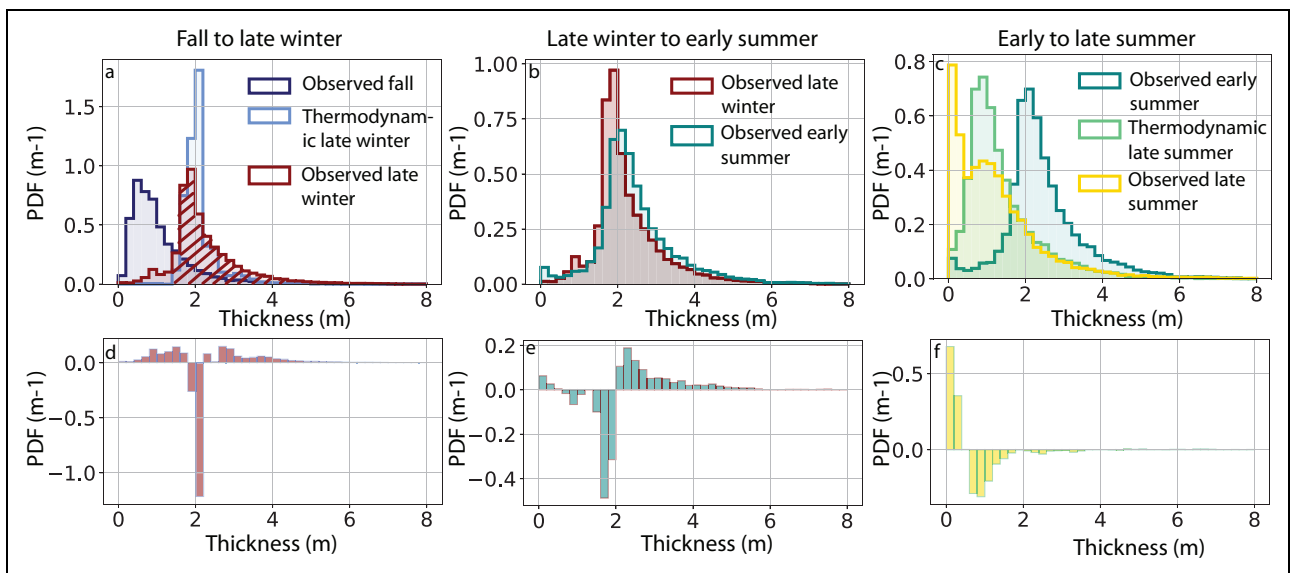 Fall to late winter
Late winter to early summer
Early to late summer
a
Observed fall
Thermodynam-
ic late winter
Observed late
winter
1.5
1.0
0.5
0.0
PDF (m-1)
0 2 4 6 8
Thickness (m)
b
Observed late
winter
Observed early
summer
1.00
0.75
0.50
0.25
0.00
PDF (m-1)
0 2 4 6 8
Thickness (m)
c
Observed early
summer
Thermodynamic
late summer
Observed late
summer
0.8
0.6
0.4
0.2
0.0
PDF (m-1)
0 2 4 6 8
Thickness (m)
d
0.0
−0.5
−1.0
PDF (m-1)
0 2 4 6 8
Thickness (m)
e
0.2
0.0
−0.2
−0.4
PDF (m-1)
0 2 4 6 8
Thickness (m)
f
−0.5
0.0
PDF (m-1)
0 2 4 6 8
Thickness (m)